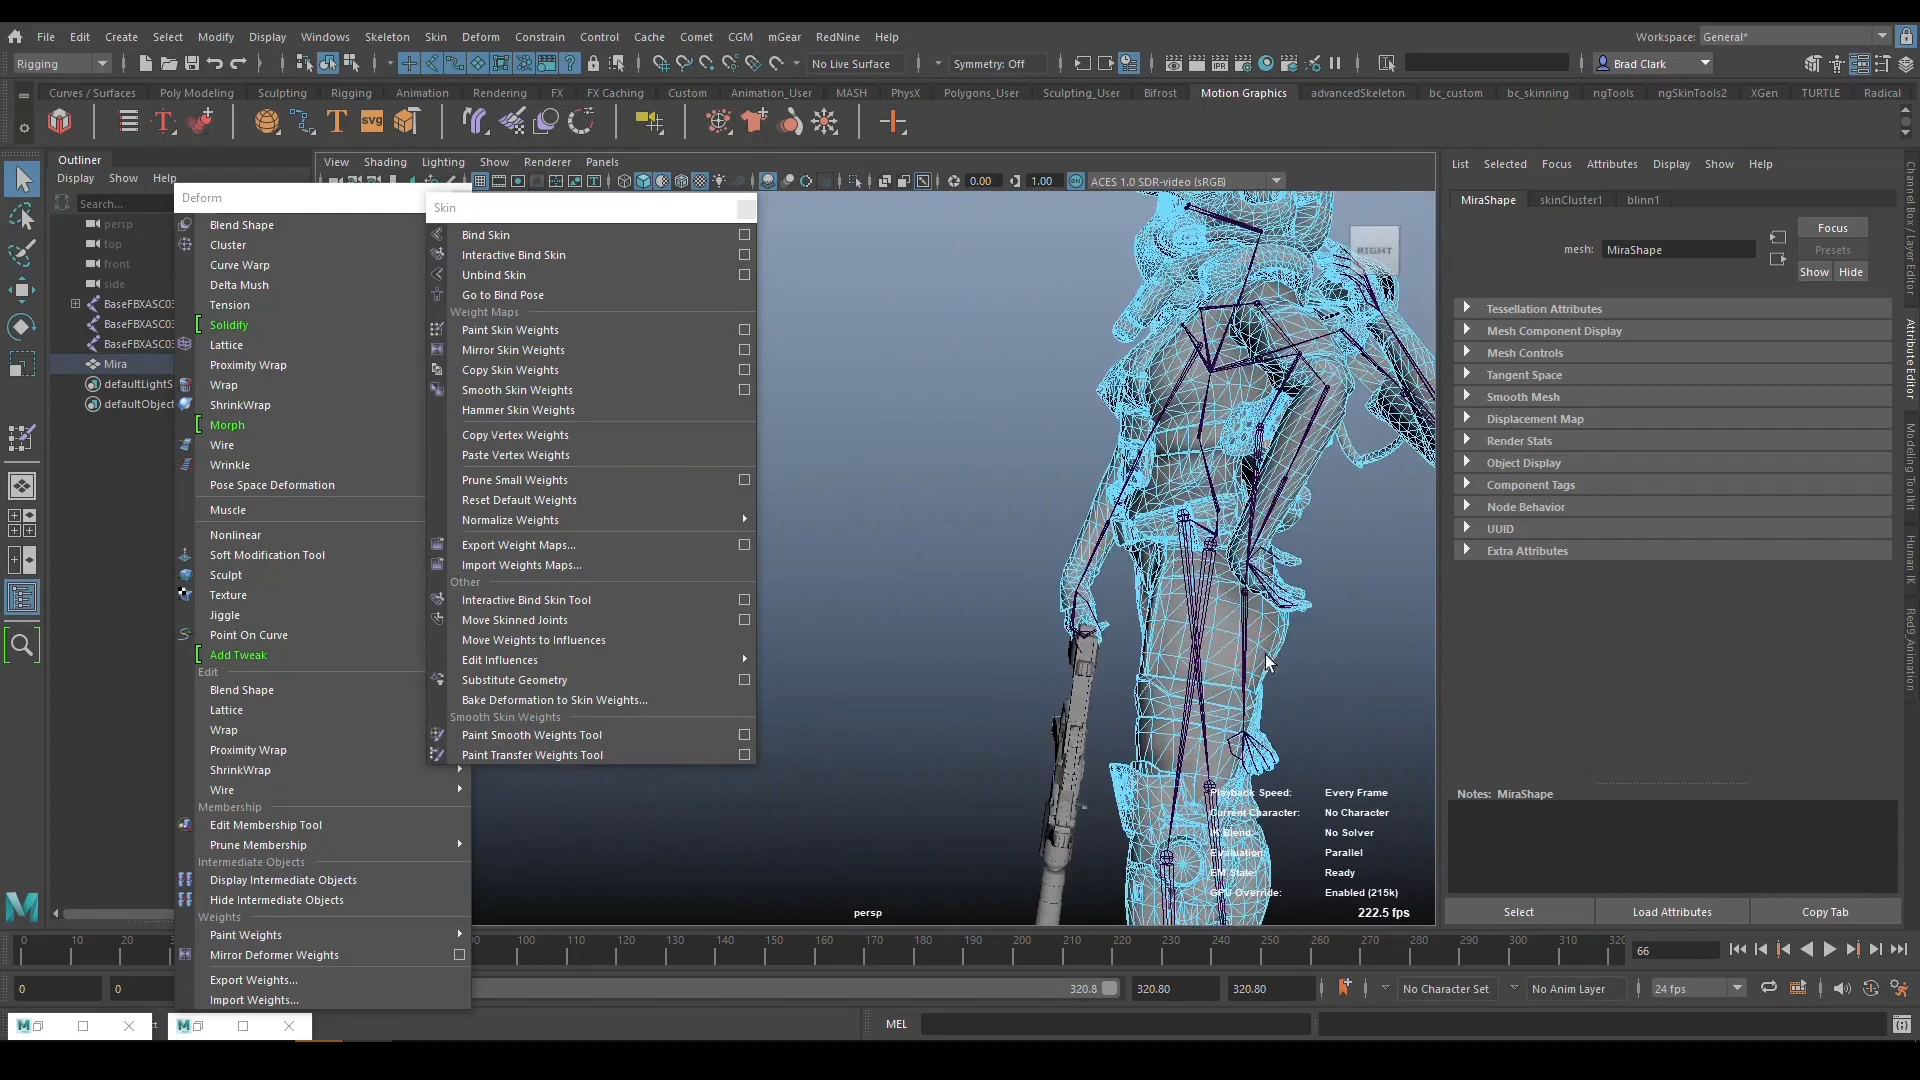 File Edit Create Select Modify Display Windows Skeleton Skin Deform Constrain Control Cache Comet CGM mGear RedNine Help
Workspace: General*
Rigging
No Live Surface
Symmetry: Off
Brad Clark
Curves / Surfaces Poly Modeling Sculpting Rigging Animation Rendering FX FX Caching Custom Animation_User MASH PhysX Polygons_User Sculpting_User Bifrost Motion Graphics advancedSkeleton bc_custom bc_skinning ngTools ngSkinTools2 XGen TURTLE Radical
Outliner
Display Show Help
Search...
persp
top
front
side
BaseFBXASC03
BaseFBXASC03
BaseFBXASC03
Mira
defaultLightS
defaultObject
Deform
Blend Shape
Cluster
Curve Warp
Delta Mush
Tension
Solidify
Lattice
Proximity Wrap
Wrap
ShrinkWrap
Morph
Wire
Wrinkle
Pose Space Deformation
Muscle
Nonlinear
Soft Modification Tool
Sculpt
Texture
Jiggle
Point On Curve
Add Tweak
Edit
Blend Shape
Lattice
Wrap
Proximity Wrap
ShrinkWrap
Wire
Membership
Edit Membership Tool
Prune Membership
Intermediate Objects
Display Intermediate Objects
Hide Intermediate Objects
Weights
Paint Weights
Mirror Deformer Weights
Export Weights...
Import Weights...
Skin
Bind Skin
Interactive Bind Skin
Unbind Skin
Go to Bind Pose
Weight Maps
Paint Skin Weights
Mirror Skin Weights
Copy Skin Weights
Smooth Skin Weights
Hammer Skin Weights
Copy Vertex Weights
Paste Vertex Weights
Prune Small Weights
Reset Default Weights
Normalize Weights
Export Weight Maps...
Import Weights Maps...
Other
Interactive Bind Skin Tool
Move Skinned Joints
Move Weights to Influences
Edit Influences
Substitute Geometry
Bake Deformation to Skin Weights...
Smooth Skin Weights
Paint Smooth Weights Tool
Paint Transfer Weights Tool
View Shading Lighting Show Renderer Panels
0.00 1.00 ACES 1.0 SDR-video (sRGB)
RIGHT
Playback Speed: Every Frame
Current Character: No Character
IK Blend: No Solver
Evaluation: Parallel
EM State: Ready
GPU Override: Enabled (215k)
persp
222.5 fps
List Selected Focus Attributes Display Show Help
MiraShape skinCluster1 blinn1
mesh: MiraShape
Focus
Presets
Show Hide
Tessellation Attributes
Mesh Component Display
Mesh Controls
Tangent Space
Smooth Mesh
Displacement Map
Render Stats
Object Display
Component Tags
Node Behavior
UUID
Extra Attributes
Notes: MiraShape
Select Load Attributes Copy Tab
Channel Box / Layer Editor
Attribute Editor
Modeling Toolkit
Human IK
Red9_Animation
0 10 20 100 110 120 130 140 150 160 170 180 190 200 210 220 230 240 250 260 270 280 290 300 310
66
0 0 320.8 320.80 320.80
No Character Set
No Anim Layer
24 fps
MEL